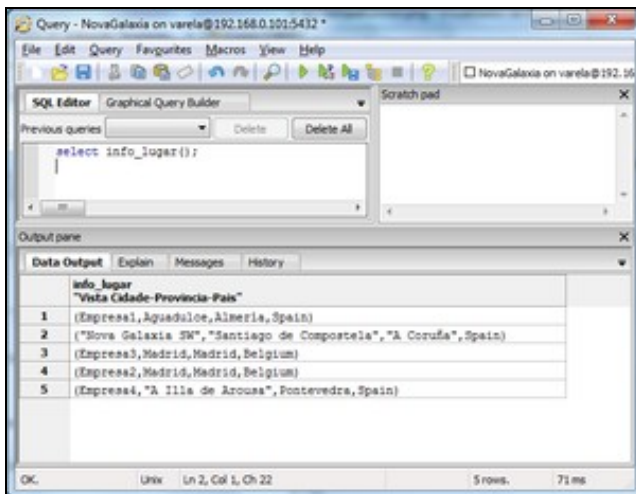 Query - NovaGalaxia on varela@192.168.0.101:5432 *
File Edit Query Favourites Macros View Help
NovaGalaxia on varela@192.16
SQL Editor Graphical Query Builder
Scratch pad
Previous queries Delete Delete All
select info_lugar();
Output pane
Data Output Explain Messages History
info_lugar
"Vista Cidade-Provincia-Pais"
1 (Empresa1,Aguadulce,Almeria,Spain)
2 ("Nova Galaxia SW","Santiago de Compostela","A Coruña",Spain)
3 (Empresa3,Madrid,Madrid,Belgium)
4 (Empresa2,Madrid,Madrid,Belgium)
5 (Empresa4,"A Illa de Arousa",Pontevedra,Spain)
OK. Unix Ln 2, Col 1, Ch 22 5 rows. 71 ms